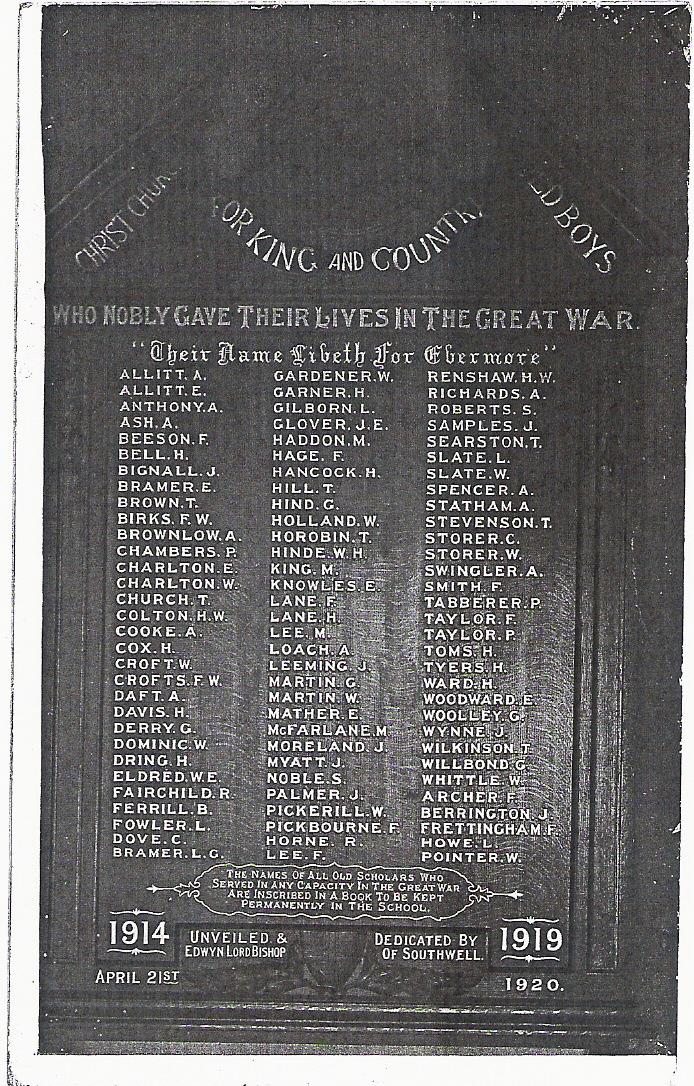 CHRIST CHURC
FOR KING AND COUNTRY
LD BOYS
WHO NOBLY GAVE THEIR LIVES IN THE GREAT WAR.
"Their Name Liveth For Evermore"
ALLITT. A.
ALLITT. E.
ANTHONY. A.
ASH. A.
BEESON. F.
BELL. H.
BIGNALL. J.
BRAMER. E.
BROWN. T.
BIRKS. F. W.
BROWNLOW. A.
CHAMBERS. P.
CHARLTON. E.
CHARLTON. W.
CHURCH. T.
COLTON. H.W.
COOKE. A.
COX. H.
CROFT. W.
CROFTS. F. W.
DAFT. A.
DAVIS. H.
DERRY. G.
DOMINIC. W.
DRING. H.
ELDRED. W.E.
FAIRCHILD. R.
FERRILL. B.
FOWLER. L.
DOVE. C.
BRAMER. L. G.
GARDENER. W.
GARNER. H.
GILBORN. L.
GLOVER. J. E.
HADDON. M.
HAGE. F.
HANCOCK. H.
HILL. T.
HIND. G.
HOLLAND. W.
HOROBIN. T.
HINDE. W. H.
KING. M.
KNOWLES. E.
LANE. F.
LANE. H.
LEE. M.
LOACH. A.
LEEMING. J.
MARTIN. G.
MARTIN. W.
MATHER. E.
McFARLANE. M.
MORELAND. J.
MYATT. J.
NOBLE. S.
PALMER. J.
PICKERILL. W.
PICKBOURNE. F.
HORNE. R.
LEE. F.
RENSHAW. H. W.
RICHARDS. A.
ROBERTS. S.
SAMPLES. J.
SEARSTON. T.
SLATE. L.
SLATE. W.
SPENCER. A.
STATHAM. A.
STEVENSON. T.
STORER. C.
STORER. W.
SWINGLER. A.
SMITH. F.
TABBERER. P.
TAYLOR. F.
TAYLOR. P.
TOMS. H.
TYERS. H.
WARD. H.
WOODWARD. E.
WOOLLEY. G.
WYNNE. J.
WILKINSON. T.
WILLBOND. G.
WHITTLE. W.
ARCHER. F.
BERRINGTON. J.
FRETTINGHAM. F.
HOWE. L.
POINTER. W.
THE NAMES OF ALL OLD SCHOLARS WHO
SERVED IN ANY CAPACITY IN THE GREAT WAR
ARE INSCRIBED IN A BOOK TO BE KEPT
PERMANENTLY IN THE SCHOOL.
1914
UNVEILED &
EDWYN LORD BISHOP
DEDICATED BY
OF SOUTHWELL.
1919
APRIL 21ST
1920.